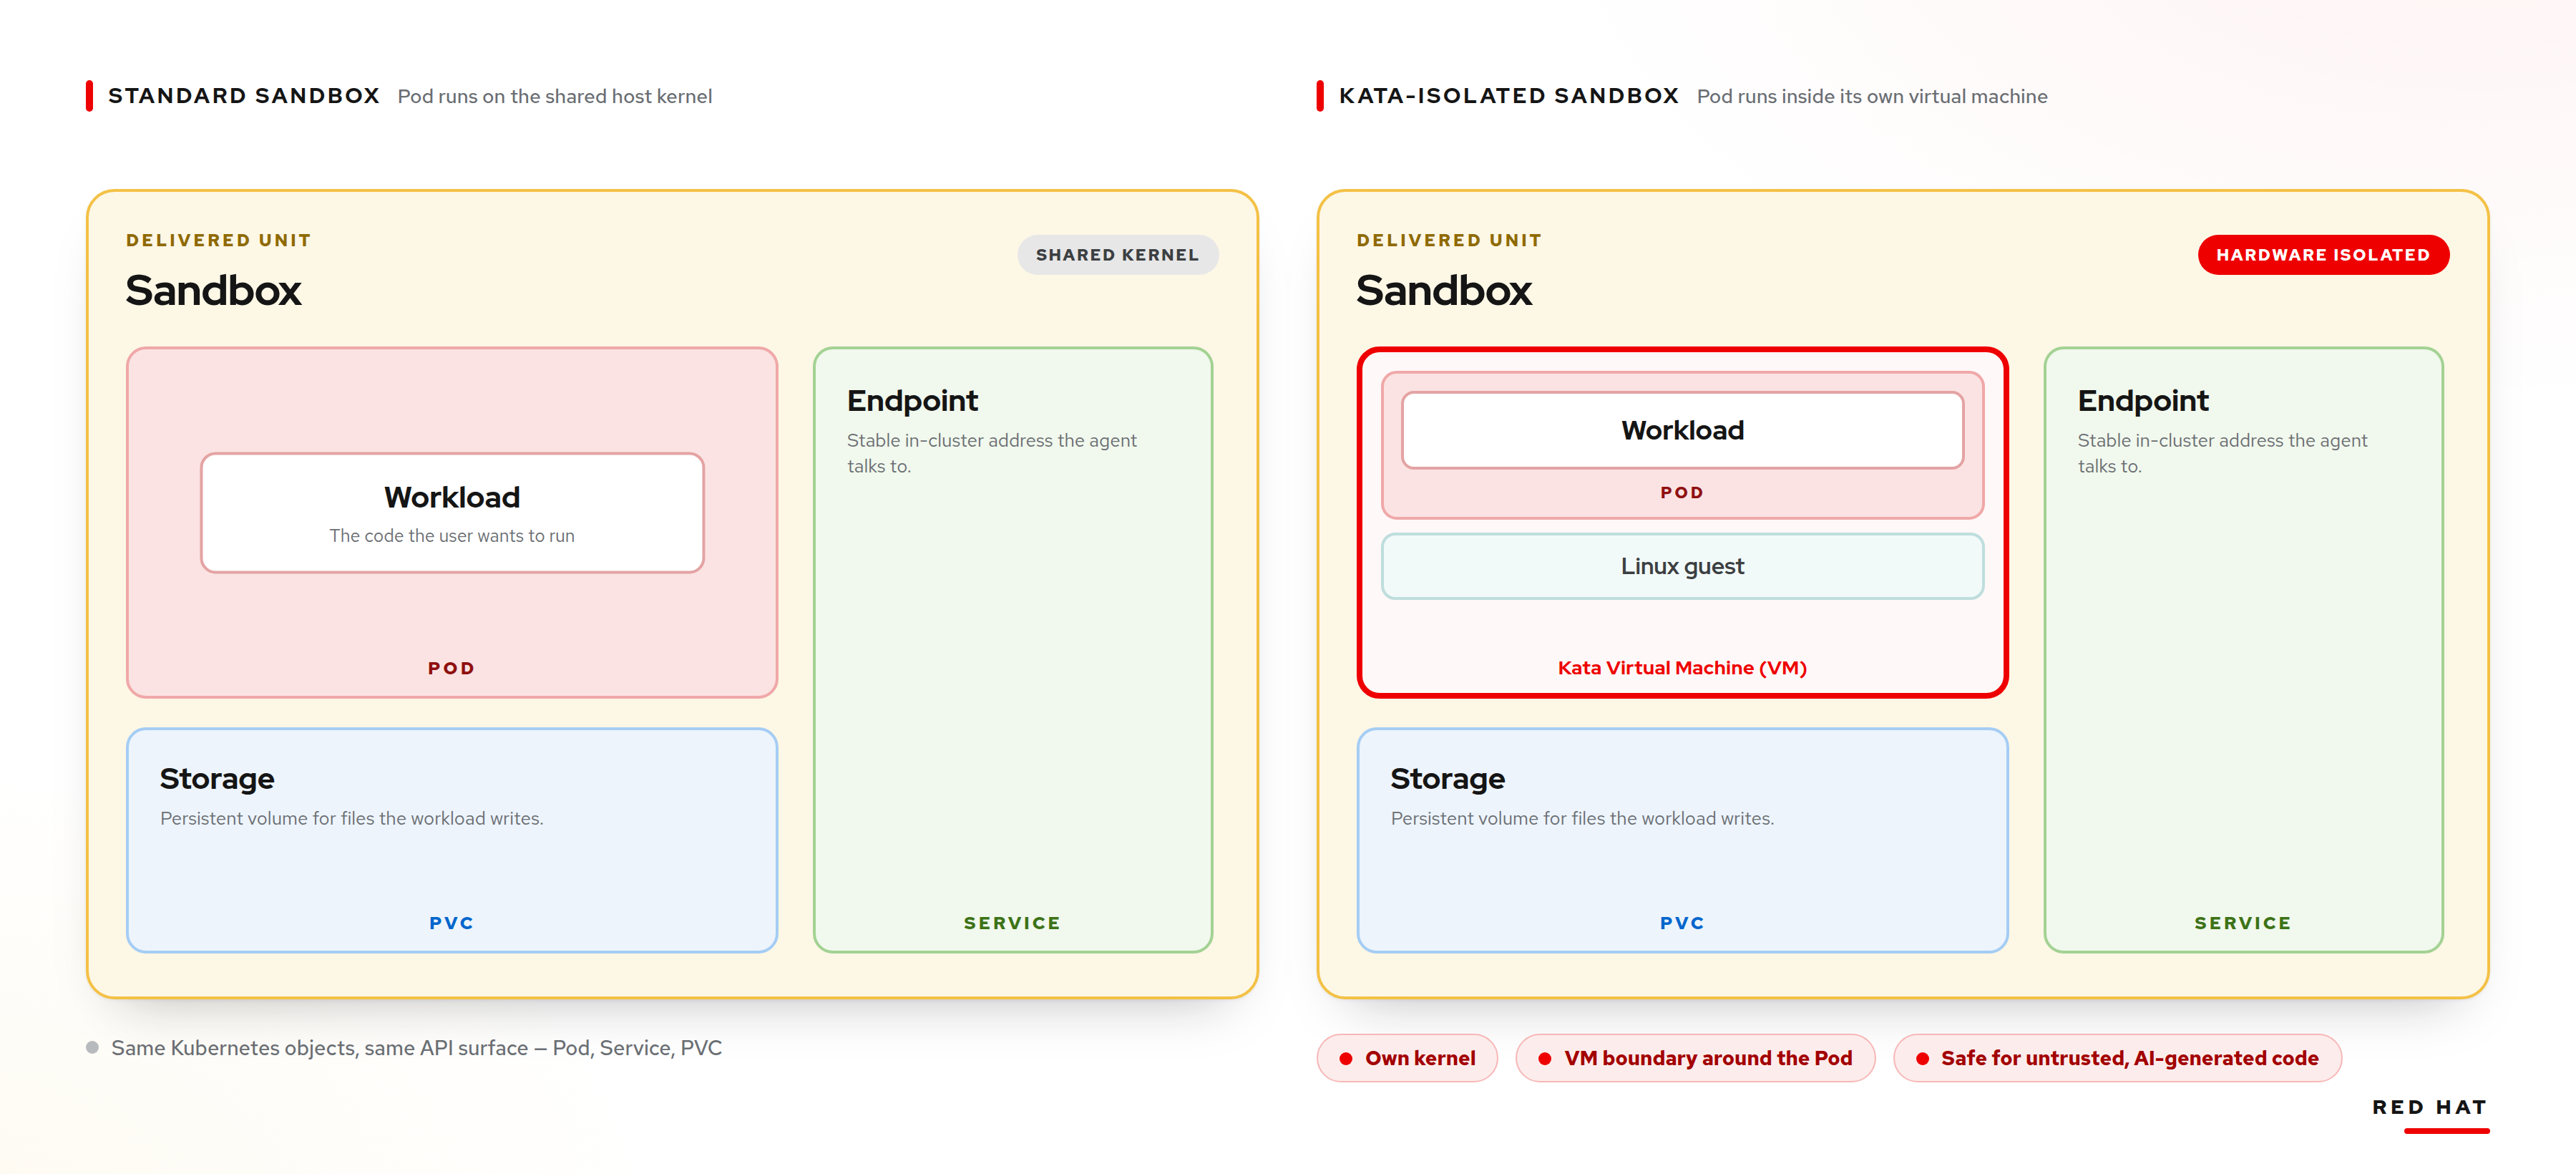 STANDARD SANDBOX Pod runs on the shared host kernel
DELIVERED UNIT
SHARED KERNEL
Sandbox
Workload
The code the user wants to run
POD
Endpoint
Stable in-cluster address the agent
talks to.
SERVICE
Storage
Persistent volume for files the workload writes.
PVC
Same Kubernetes objects, same API surface – Pod, Service, PVC
KATA-ISOLATED SANDBOX Pod runs inside its own virtual machine
DELIVERED UNIT
HARDWARE ISOLATED
Sandbox
Workload
POD
Linux guest
Kata Virtual Machine (VM)
Endpoint
Stable in-cluster address the agent
talks to.
SERVICE
Storage
Persistent volume for files the workload writes.
PVC
Own kernel
VM boundary around the Pod
Safe for untrusted, AI-generated code
RED HAT